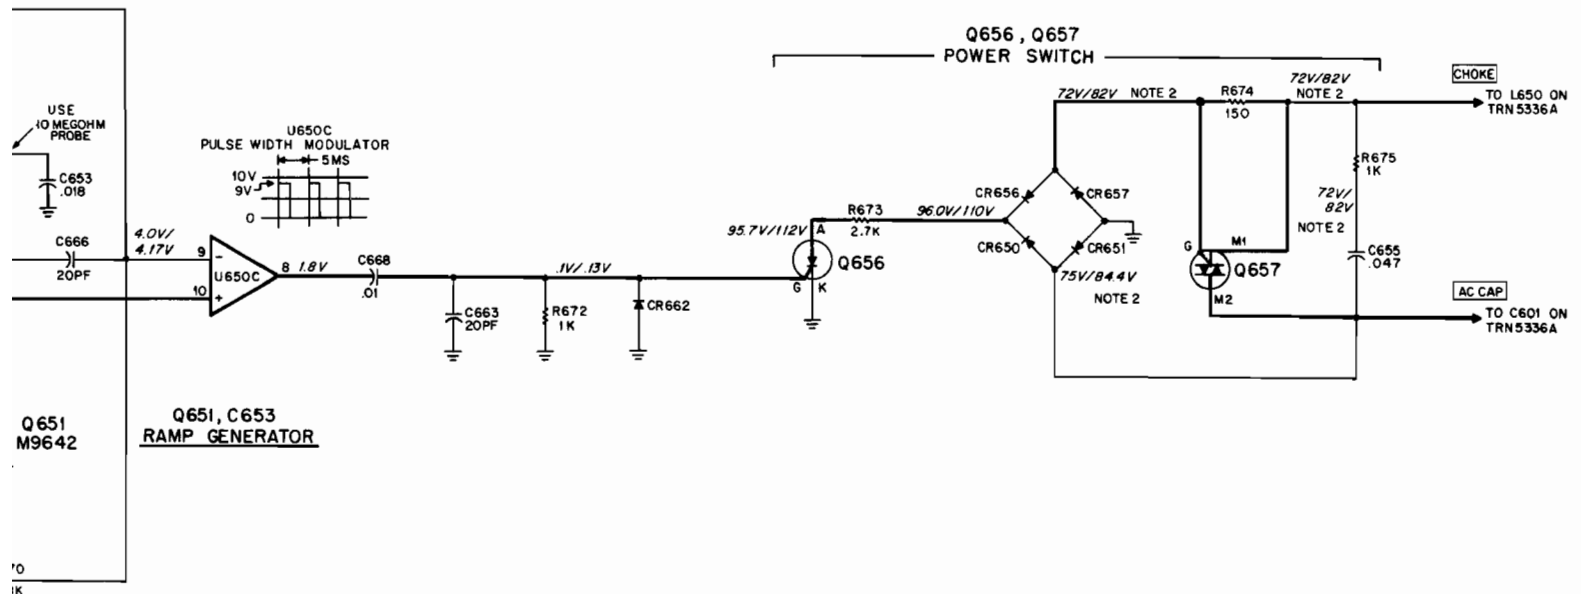 Q656, Q657
POWER SWITCH
CHOKE
TO L650 ON
TRN5336A
72V/82V
NOTE 2
72V/82V NOTE 2
R674
150
USE
10 MEGOHM
PROBE
C653
.018
U650C
PULSE WIDTH MODULATOR
5MS
10V
9V
0
R675
1K
72V/
82V
NOTE 2
CR656
CR657
CR650
CR651
R673
2.7K
96.0V/110V
95.7V/112V
A
Q656
G
K
4.0V/
4.17V
C666
20PF
9
-
U650C
10
+
8
1.8V
C668
.01
.1V/.13V
C663
20PF
R672
1K
CR662
75V/84.4V
NOTE 2
G
M1
Q657
M2
C655
.047
AC CAP
TO C601 ON
TRN5336A
Q651
M9642
Q651, C653
RAMP GENERATOR